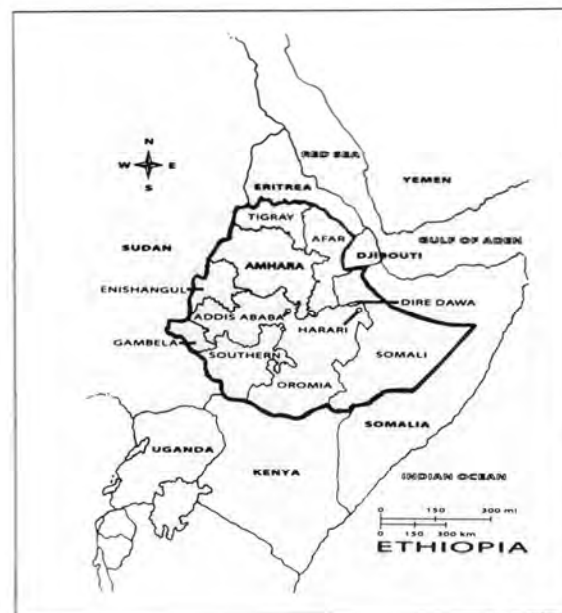 N
W E
S
RED SEA
YEMEN
ERITREA
TIGRAY
SUDAN
AFAR
GULF OF ADEN
DJIBOUTI
AMHARA
ENISHANGUL
DIRE DAWA
ADDIS ABABA
HARARI
GAMBELA
SOUTHERN
SOMALI
OROMIA
SOMALIA
UGANDA
KENYA
INDIAN OCEAN
0 150 300 mi
0 150 300 km
ETHIOPIA